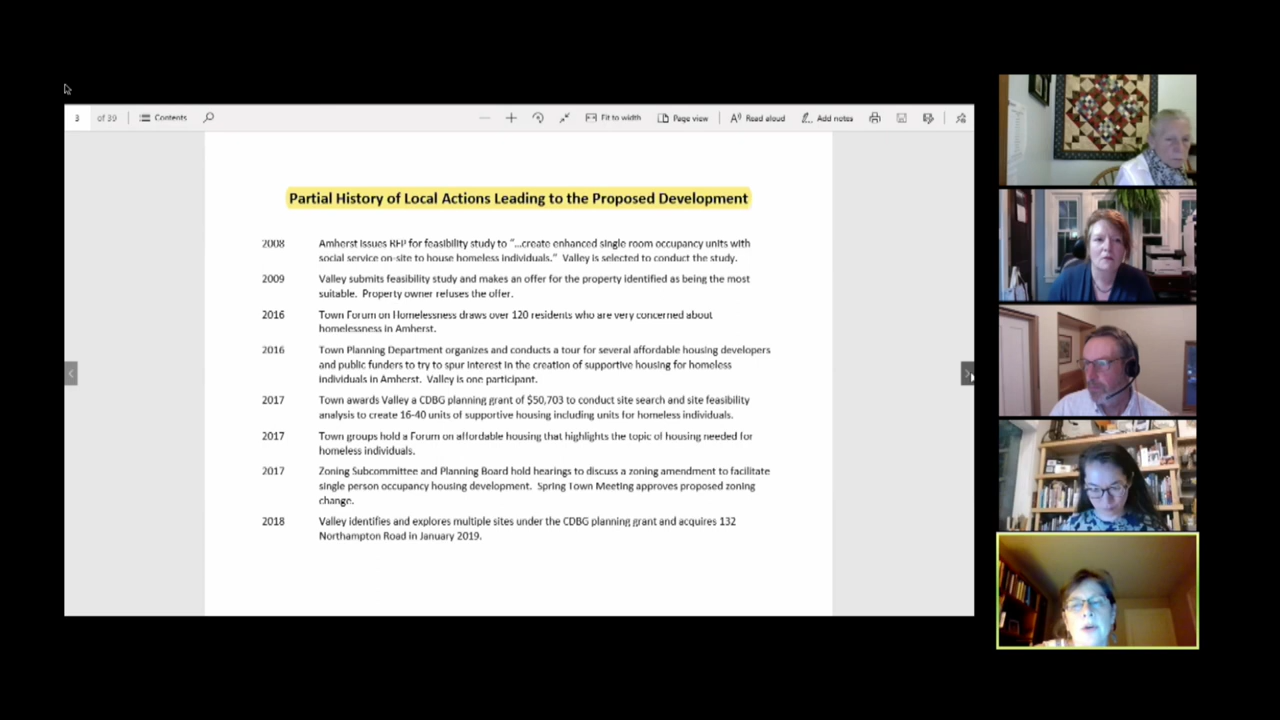 3 of 39 Contents Fit to width Page view Read aloud Add notes
Partial History of Local Actions Leading to the Proposed Development
2008 Amherst issues RFP for feasibility study to "...create enhanced single room occupancy units with
social service on-site to house homeless individuals." Valley is selected to conduct the study.
2009 Valley submits feasibility study and makes an offer for the property identified as being the most
suitable. Property owner refuses the offer.
2016 Town Forum on Homelessness draws over 120 residents who are very concerned about
homelessness in Amherst.
2016 Town Planning Department organizes and conducts a tour for several affordable housing developers
and public funders to try to spur interest in the creation of supportive housing for homeless
individuals in Amherst. Valley is one participant.
2017 Town awards Valley a CDBG planning grant of $50,703 to conduct site search and site feasibility
analysis to create 16-40 units of supportive housing including units for homeless individuals.
2017 Town groups hold a Forum on affordable housing that highlights the topic of housing needed for
homeless individuals.
2017 Zoning Subcommittee and Planning Board hold hearings to discuss a zoning amendment to facilitate
single person occupancy housing development. Spring Town Meeting approves proposed zoning
change.
2018 Valley identifies and explores multiple sites under the CDBG planning grant and acquires 132
Northampton Road in January 2019.